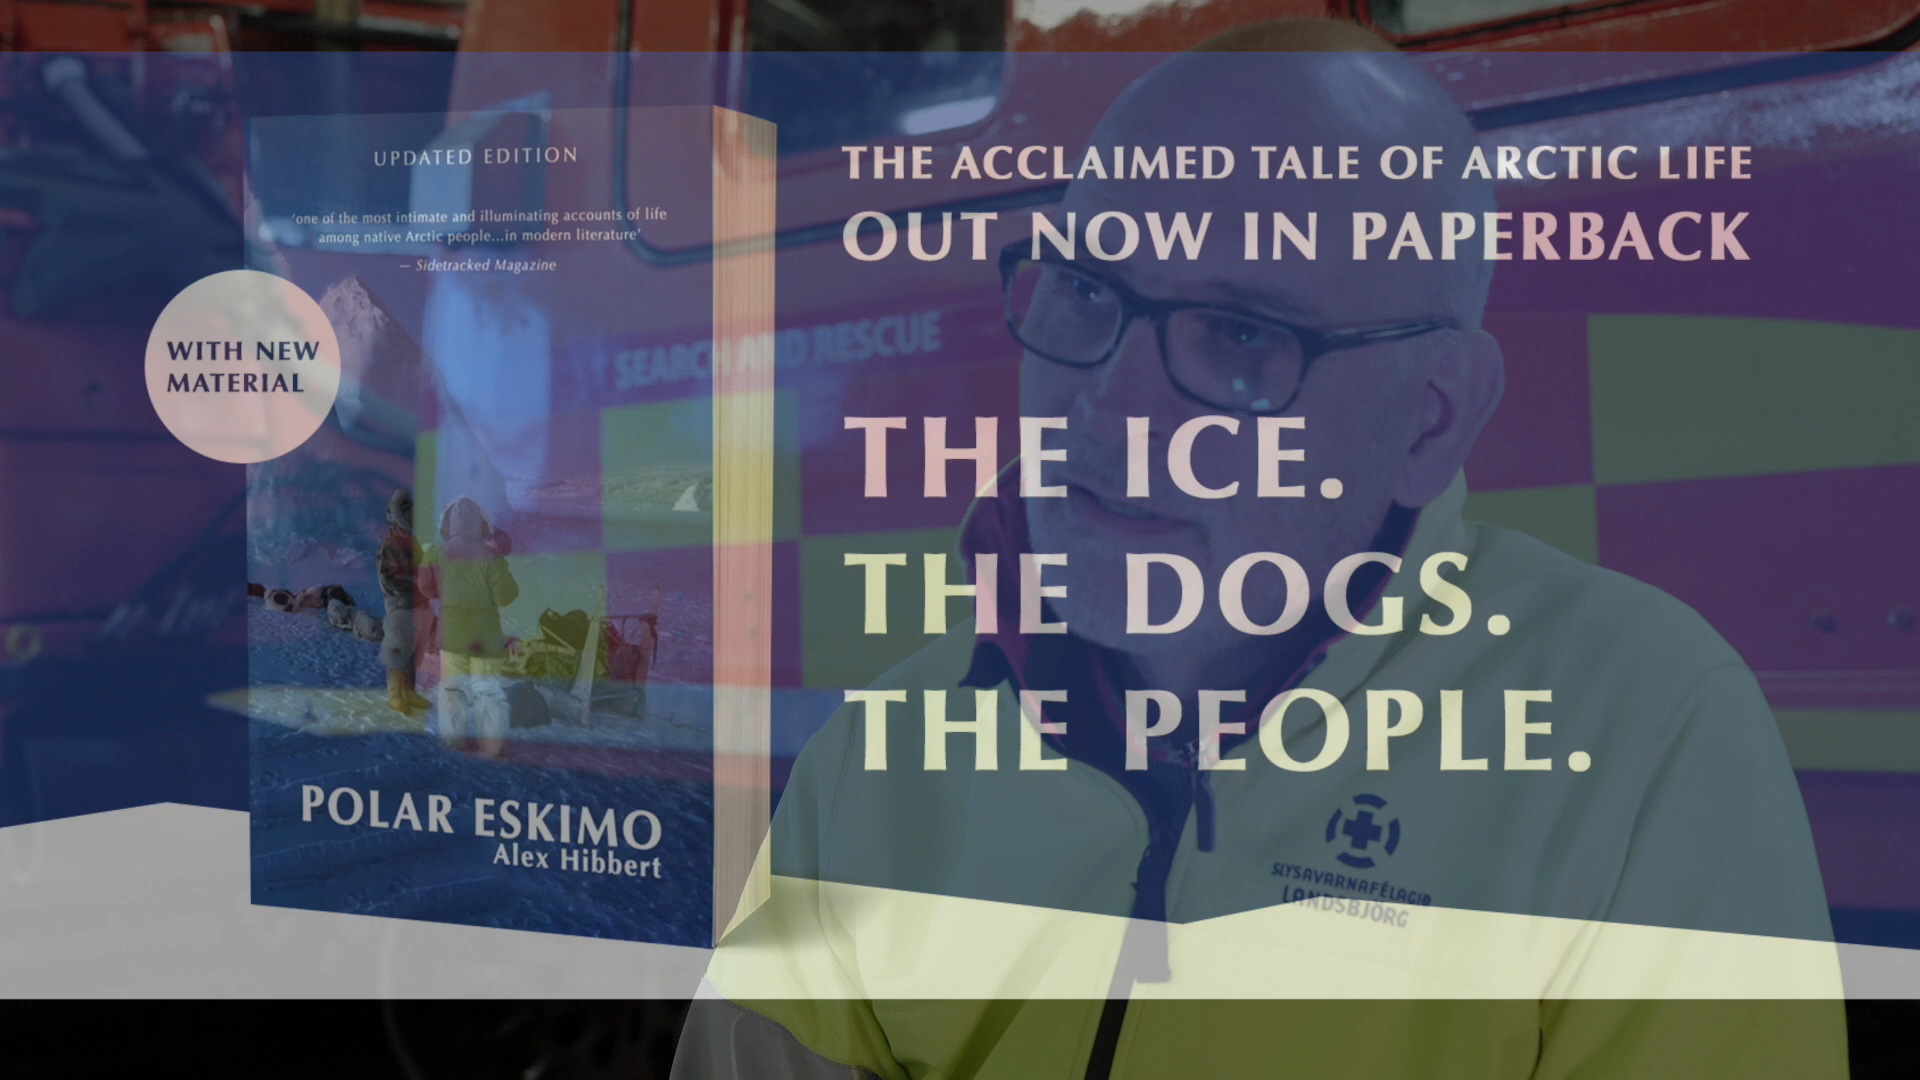 UPDATED EDITION
'one of the most intimate and illuminating accounts of life
among native Arctic people...in modern literature'
– Sidetracked Magazine
WITH NEW
MATERIAL
POLAR ESKIMO
Alex Hibbert
THE ACCLAIMED TALE OF ARCTIC LIFE
OUT NOW IN PAPERBACK
THE ICE.
THE DOGS.
THE PEOPLE.
SEARCH AND RESCUE
SLYSAVARNAFÉLAGIÐ
LANDSBJÖRG